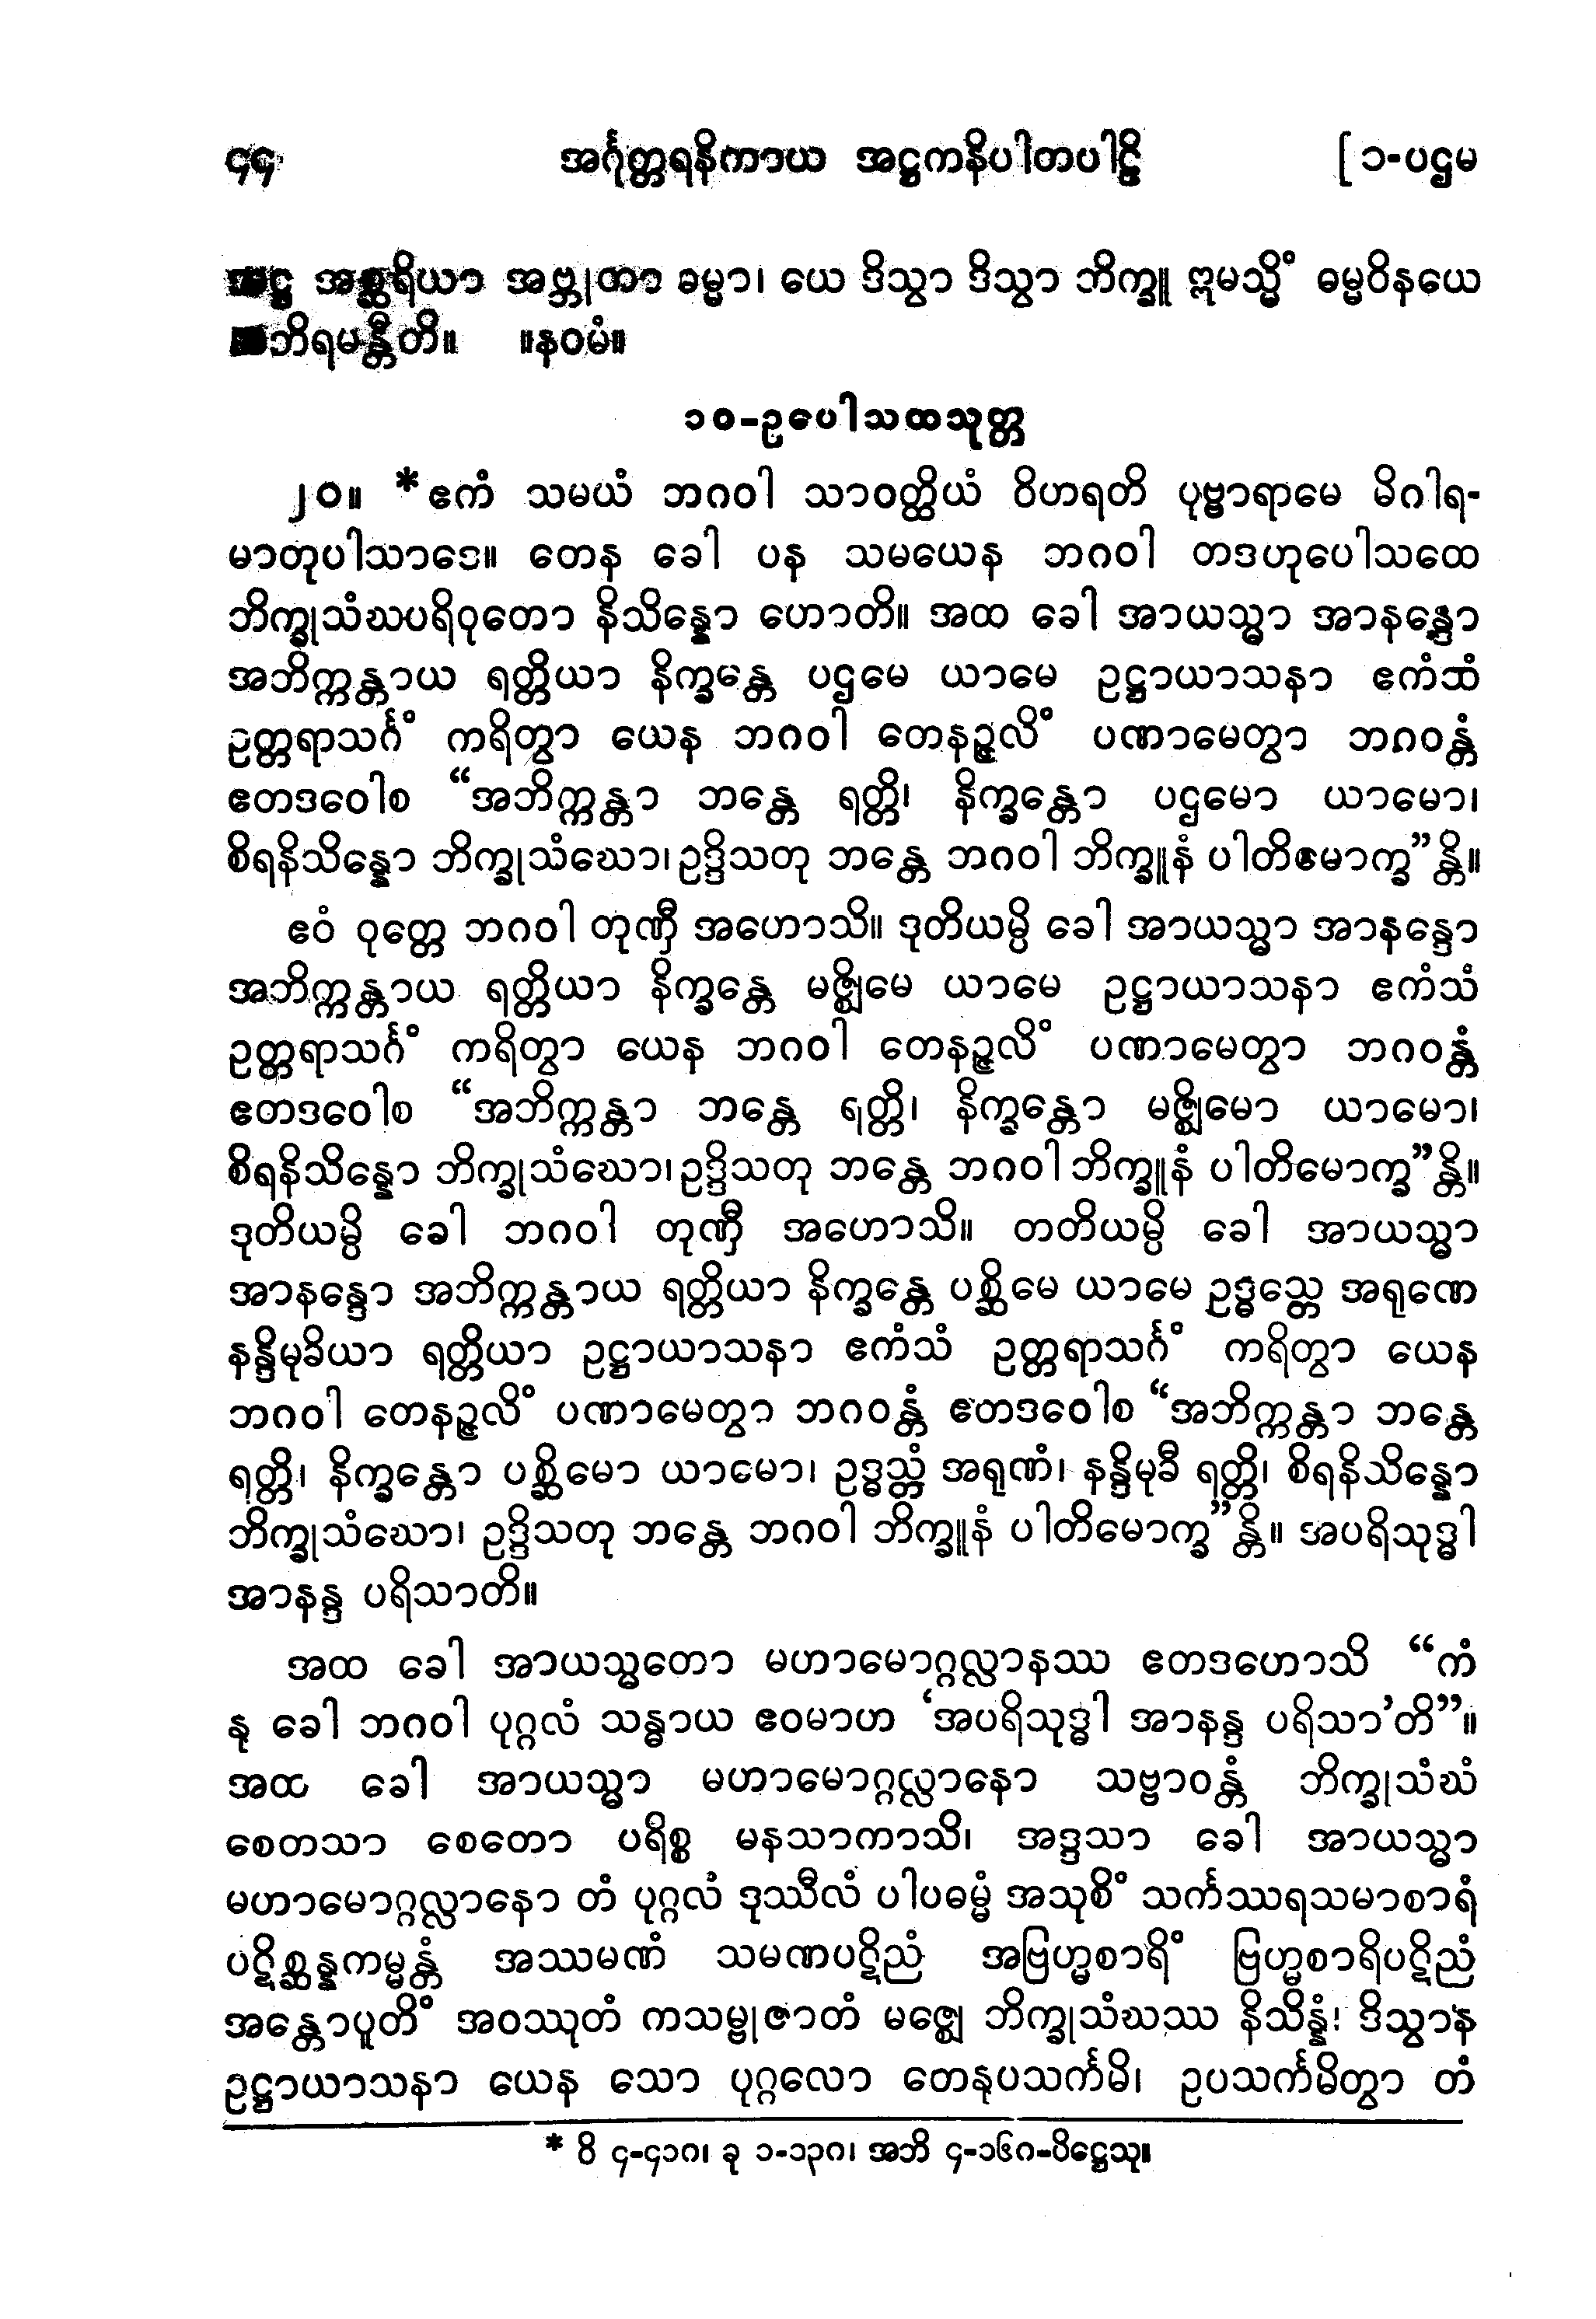 ၄၄ အင်္ဂုတ္တရနိကာယ အဋ္ဌကနိပါတပါဠိ [ ၁-ပဌမ
အဋ္ဌ အစ္ဆရိယာ အဗ္ဘုတာ ဓမ္မာ၊ ယေ ဒိသွာ ဒိသွာ ဘိက္ခူ ဣမသ္မိံ ဓမ္မဝိနယေ
အဘိရမန္တီတိ။ ။နဝမံ။
၁၀-ဥပေါသထသုတ္တ
၂၀။ *ဧကံ သမယံ ဘဂဝါ သာဝတ္ထိယံ ဝိဟရတိ ပုဗ္ဗာရာမေ မိဂါရ-
မာတုပါသာဒေ။ တေန ခေါ ပန သမယေန ဘဂဝါ တဒဟုပေါသထေ
ဘိက္ခုသံဃပရိဝုတော နိသိန္နော ဟောတိ။ အထ ခေါ အာယသ္မာ အာနန္ဒော
အဘိက္ကန္တာယ ရတ္တိယာ နိက္ခန္တေ ပဌမေ ယာမေ ဥဋ္ဌာယာသနာ ဧကံသံ
ဥတ္တရာသင်္ဂံ ကရိတွာ ယေန ဘဂဝါ တေနဉ္ဇလိံ ပဏာမေတွာ ဘဂဝန္တံ
ဧတဒဝေါစ “အဘိက္ကန္တာ ဘန္တေ ရတ္တိ၊ နိက္ခန္တော ပဌမော ယာမော၊
စိရနိသိန္နော ဘိက္ခုသံဃော၊ ဥဒ္ဒိသတု ဘန္တေ ဘဂဝါ ဘိက္ခူနံ ပါတိမောက္ခ”န္တိ။
ဧဝံ ဝုတ္တေ ဘဂဝါ တုဏှီ အဟောသိ။ ဒုတိယမ္ပိ ခေါ အာယသ္မာ အာနန္ဒော
အဘိက္ကန္တာယ ရတ္တိယာ နိက္ခန္တေ မဇ္ဈိမေ ယာမေ ဥဋ္ဌာယာသနာ ဧကံသံ
ဥတ္တရာသင်္ဂံ ကရိတွာ ယေန ဘဂဝါ တေနဉ္ဇလိံ ပဏာမေတွာ ဘဂဝန္တံ
ဧတဒဝေါစ “အဘိက္ကန္တာ ဘန္တေ ရတ္တိ၊ နိက္ခန္တော မဇ္ဈိမော ယာမော၊
စိရနိသိန္နော ဘိက္ခုသံဃော၊ ဥဒ္ဒိသတု ဘန္တေ ဘဂဝါ ဘိက္ခူနံ ပါတိမောက္ခ”န္တိ။
ဒုတိယမ္ပိ ခေါ ဘဂဝါ တုဏှီ အဟောသိ။ တတိယမ္ပိ ခေါ အာယသ္မာ
အာနန္ဒော အဘိက္ကန္တာယ ရတ္တိယာ နိက္ခန္တေ ပစ္ဆိမေ ယာမေ ဥဒ္ဓသ္တေ အရုဏေ
နန္ဒိမုခိယာ ရတ္တိယာ ဥဋ္ဌာယာသနာ ဧကံသံ ဥတ္တရာသင်္ဂံ ကရိတွာ ယေန
ဘဂဝါ တေနဉ္ဇလိံ ပဏာမေတွာ ဘဂဝန္တံ ဧတဒဝေါစ “အဘိက္ကန္တာ ဘန္တေ
ရတ္တိ၊ နိက္ခန္တော ပစ္ဆိမော ယာမော၊ ဥဒ္ဓသ္တံ အရုဏံ၊ နန္ဒိမုခီ ရတ္တိ၊ စိရနိသိန္နော
ဘိက္ခုသံဃော၊ ဥဒ္ဒိသတု ဘန္တေ ဘဂဝါ ဘိက္ခူနံ ပါတိမောက္ခ”န္တိ။ အပရိသုဒ္ဓါ
အာနန္ဒ ပရိသာတိ။
အထ ခေါ အာယသ္မတော မဟာမောဂ္ဂလ္လာနဿ ဧတဒဟောသိ “ကံ
နု ခေါ ဘဂဝါ ပုဂ္ဂလံ သန္ဓာယ ဧဝမာဟ ‘အပရိသုဒ္ဓါ အာနန္ဒ ပရိသာ’တိ”။
အထ ခေါ အာယသ္မာ မဟာမောဂ္ဂလ္လာနော သဗ္ဗာဝန္တံ ဘိက္ခုသံဃံ
စေတသာ စေတော ပရိစ္စ မနသာကာသိ၊ အဒ္ဒသာ ခေါ အာယသ္မာ
မဟာမောဂ္ဂလ္လာနော တံ ပုဂ္ဂလံ ဒုဿီလံ ပါပဓမ္မံ အသုစိံ သင်္ကဿရသမာစာရံ
ပဋိစ္ဆန္နကမ္မန္တံ အဿမဏံ သမဏပဋိညံ အဗြဟ္မစာရိံ ဗြဟ္မစာရိပဋိညံ
အန္တောပူတိံ အဝဿုတံ ကသမ္ဗုဇာတံ မဇ္ဈေ ဘိက္ခုသံဃဿ နိသိန္နံ၊ ဒိသွာန
ဥဋ္ဌာယာသနာ ယေန သော ပုဂ္ဂလော တေနုပသင်္ကမိ၊ ဥပသင်္ကမိတွာ တံ
* ဝိ ၄-၄၁ဂ၊ ခု ၁-၁၃ဂ၊ အဘိ ၄-၁၆ဂ-ပိဋ္ဌေသု။